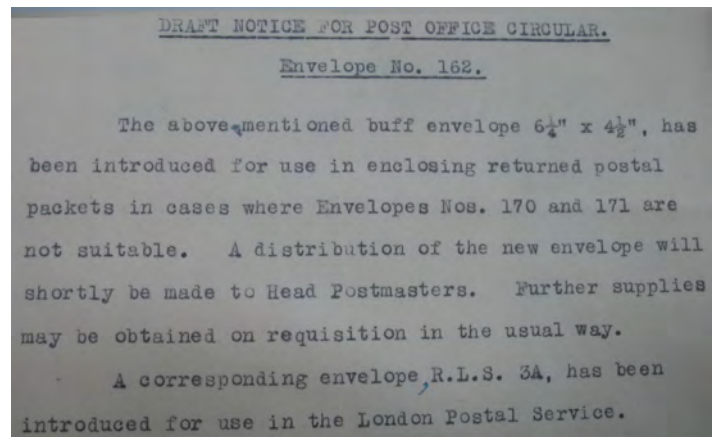 DRAFT NOTICE FOR POST OFFICE CIRCULAR.
Envelope No. 162.
The above-mentioned buff envelope 6¼" x 4½", has
been introduced for use in enclosing returned postal
packets in cases where Envelopes Nos. 170 and 171 are
not suitable. A distribution of the new envelope will
shortly be made to Head Postmasters. Further supplies
may be obtained on requisition in the usual way.
A corresponding envelope, R.L.S. 3A, has been
introduced for use in the London Postal Service.